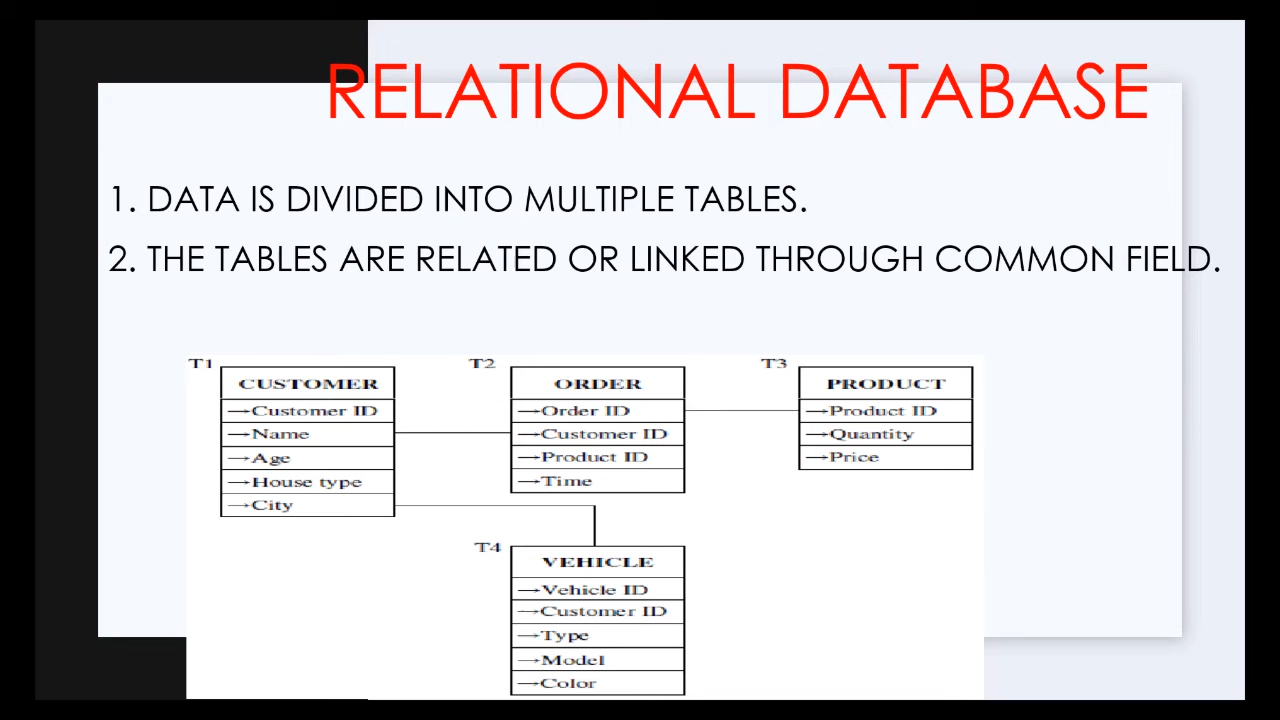 RELATIONAL DATABASE
1. DATA IS DIVIDED INTO MULTIPLE TABLES.
2. THE TABLES ARE RELATED OR LINKED THROUGH COMMON FIELD.
T1
CUSTOMER
→Customer ID
→Name
→Age
→House type
→City
T2
ORDER
→Order ID
→Customer ID
→Product ID
→Time
T3
PRODUCT
→Product ID
→Quantity
→Price
T4
VEHICLE
→Vehicle ID
→Customer ID
→Type
→Model
→Color